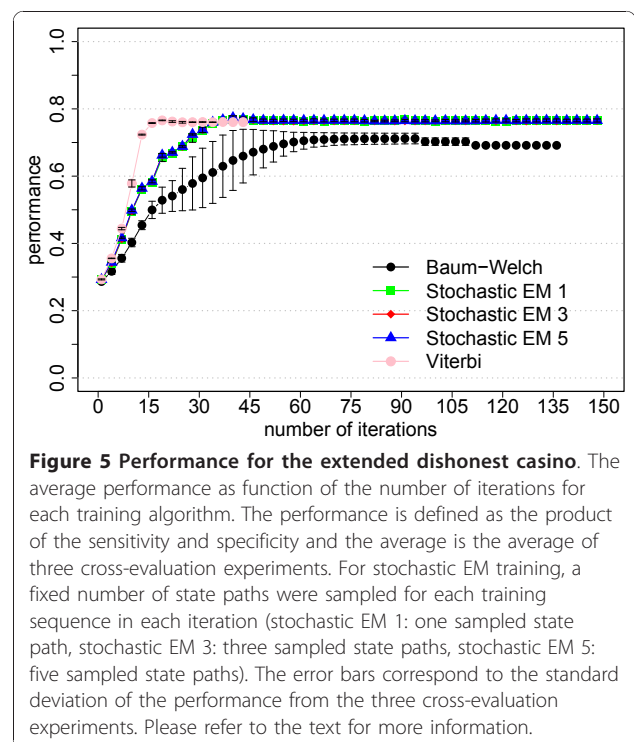 1.0
0.8
0.6
0.4
0.2
0.0
performance
Baum−Welch
Stochastic EM 1
Stochastic EM 3
Stochastic EM 5
Viterbi
0 15 30 45 60 75 90 105 120 135 150
number of iterations
Figure 5 Performance for the extended dishonest casino. The
average performance as function of the number of iterations for
each training algorithm. The performance is defined as the product
of the sensitivity and specificity and the average is the average of
three cross-evaluation experiments. For stochastic EM training, a
fixed number of state paths were sampled for each training
sequence in each iteration (stochastic EM 1: one sampled state
path, stochastic EM 3: three sampled state paths, stochastic EM 5:
five sampled state paths). The error bars correspond to the standard
deviation of the performance from the three cross-evaluation
experiments. Please refer to the text for more information.